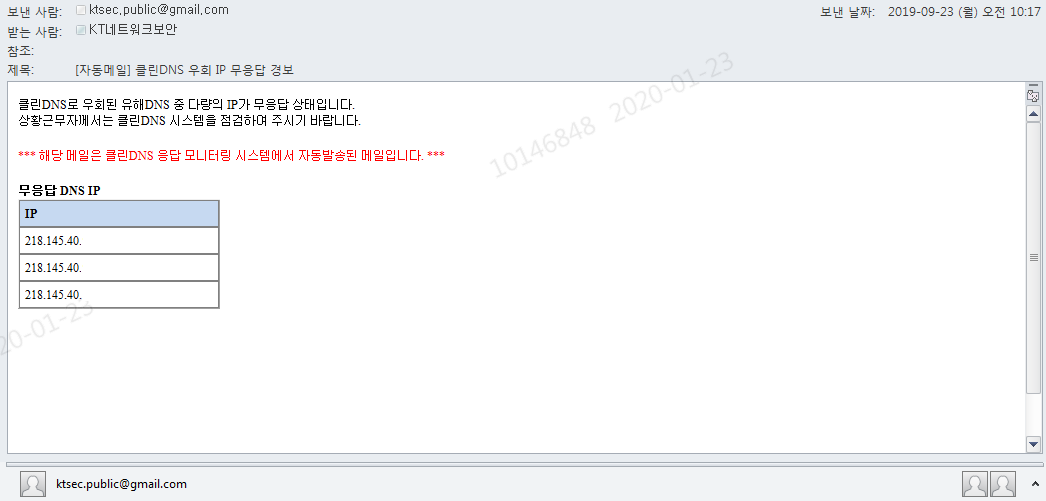 보낸 사람: ktsec.public@gmail.com
보낸 날짜: 2019-09-23 (월) 오전 10:17
받는 사람: KT네트워크보안
참조:
제목: [자동메일] 클린DNS 우회 IP 무응답 경보
클린DNS로 우회된 유해DNS 중 다량의 IP가 무응답 상태입니다.
상황근무자께서는 클린DNS 시스템을 점검하며 주시기 바랍니다.
*** 해당 메일은 클린DNS 응답 모니터링 시스템에서 자동발송된 메일입니다. ***
무응답 DNS IP
IP
218.145.40.
218.145.40.
218.145.40.
10146848 2020-01-23
20-01-23
ktsec.public@gmail.com